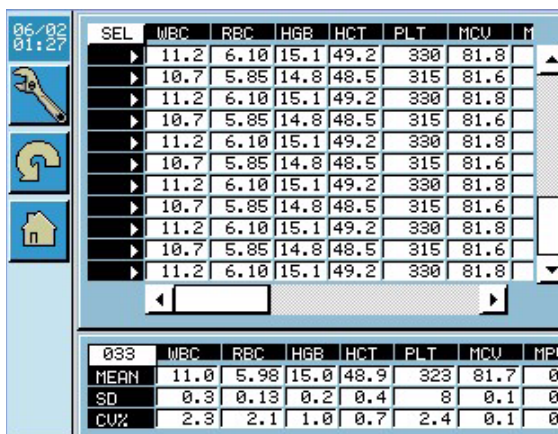 06/02
01:27
SEL WBC RBC HGB HCT PLT MCV M
11.2 6.10 15.1 49.2 330 81.8
10.7 5.85 14.8 48.5 315 81.6
11.2 6.10 15.1 49.2 330 81.8
10.7 5.85 14.8 48.5 315 81.6
11.2 6.10 15.1 49.2 330 81.8
10.7 5.85 14.8 48.5 315 81.6
11.2 6.10 15.1 49.2 330 81.8
10.7 5.85 14.8 48.5 315 81.6
11.2 6.10 15.1 49.2 330 81.8
10.7 5.85 14.8 48.5 315 81.6
11.2 6.10 15.1 49.2 330 81.8
033 WBC RBC HGB HCT PLT MCV MP
MEAN 11.0 5.98 15.0 48.9 323 81.7
SD 0.3 0.13 0.2 0.4 8 0.1
CV% 2.3 2.1 1.0 0.7 2.4 0.1